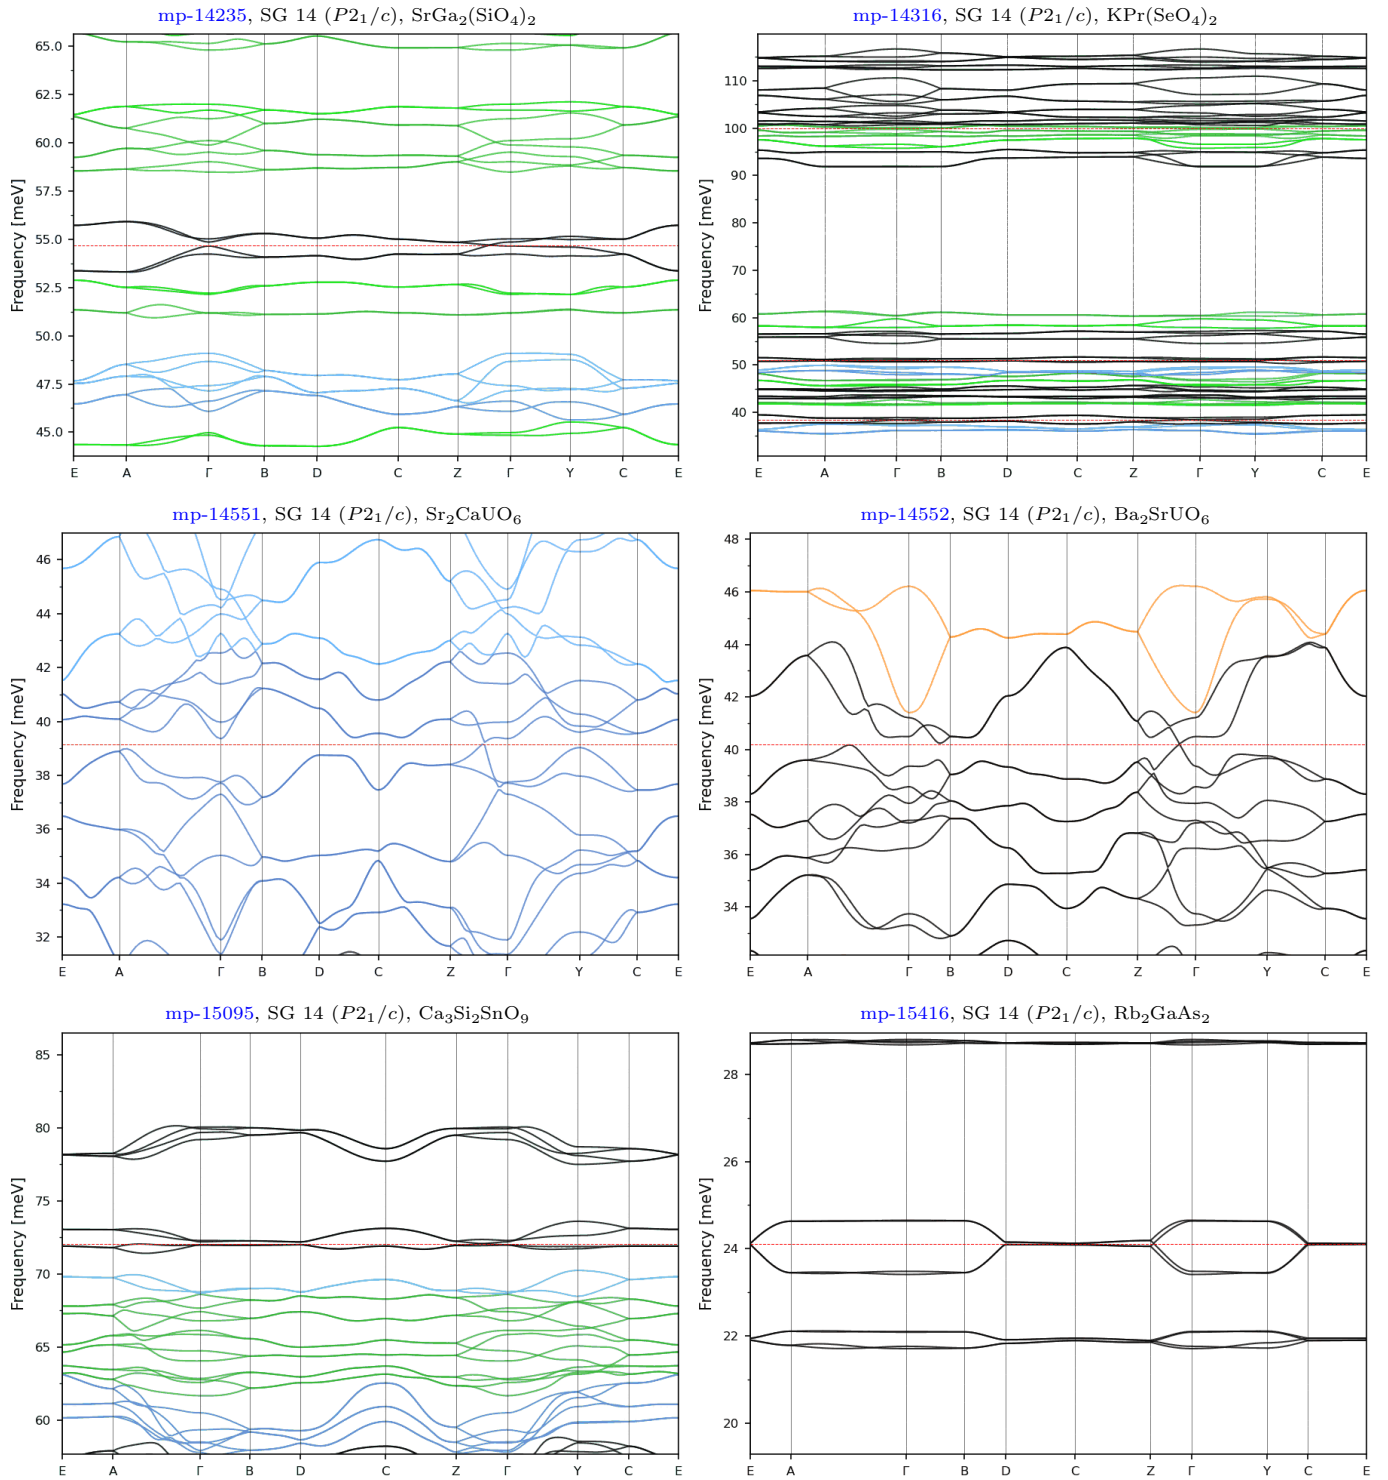 mp-14235, SG 14 (P2₁/c), SrGa₂(SiO₄)₂
Frequency [meV]
65.0
62.5
60.0
57.5
55.0
52.5
50.0
47.5
45.0
E A Γ B D C Z Γ Y C E
mp-14316, SG 14 (P2₁/c), KPr(SeO₄)₂
Frequency [meV]
110
100
90
80
70
60
50
40
E A Γ B D C Z Γ Y C E
mp-14551, SG 14 (P2₁/c), Sr₂CaUO₆
Frequency [meV]
46
44
42
40
38
36
34
32
E A Γ B D C Z Γ Y C E
mp-14552, SG 14 (P2₁/c), Ba₂SrUO₆
Frequency [meV]
48
46
44
42
40
38
36
34
E A Γ B D C Z Γ Y C E
mp-15095, SG 14 (P2₁/c), Ca₃Si₂SnO₉
Frequency [meV]
85
80
75
70
65
60
E A Γ B D C Z Γ Y C E
mp-15416, SG 14 (P2₁/c), Rb₂GaAs₂
Frequency [meV]
28
26
24
22
20
E A Γ B D C Z Γ Y C E